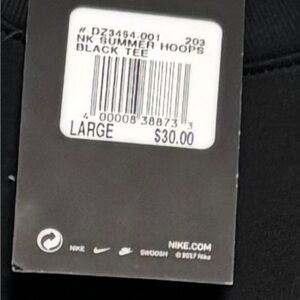 # DZ3454-001 203
NK SUMMER HOOPS
BLACK TEE
4 00008 38873 3
LARGE $30.00
NIKE.COM
NIKE SWOOSH © 2017 Nike